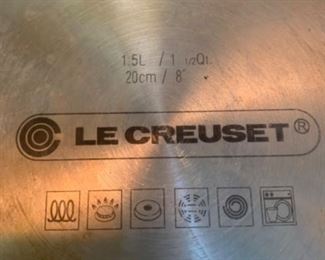 1.5L / 1 1/2Qt.
20cm / 8"
LE CREUSET®